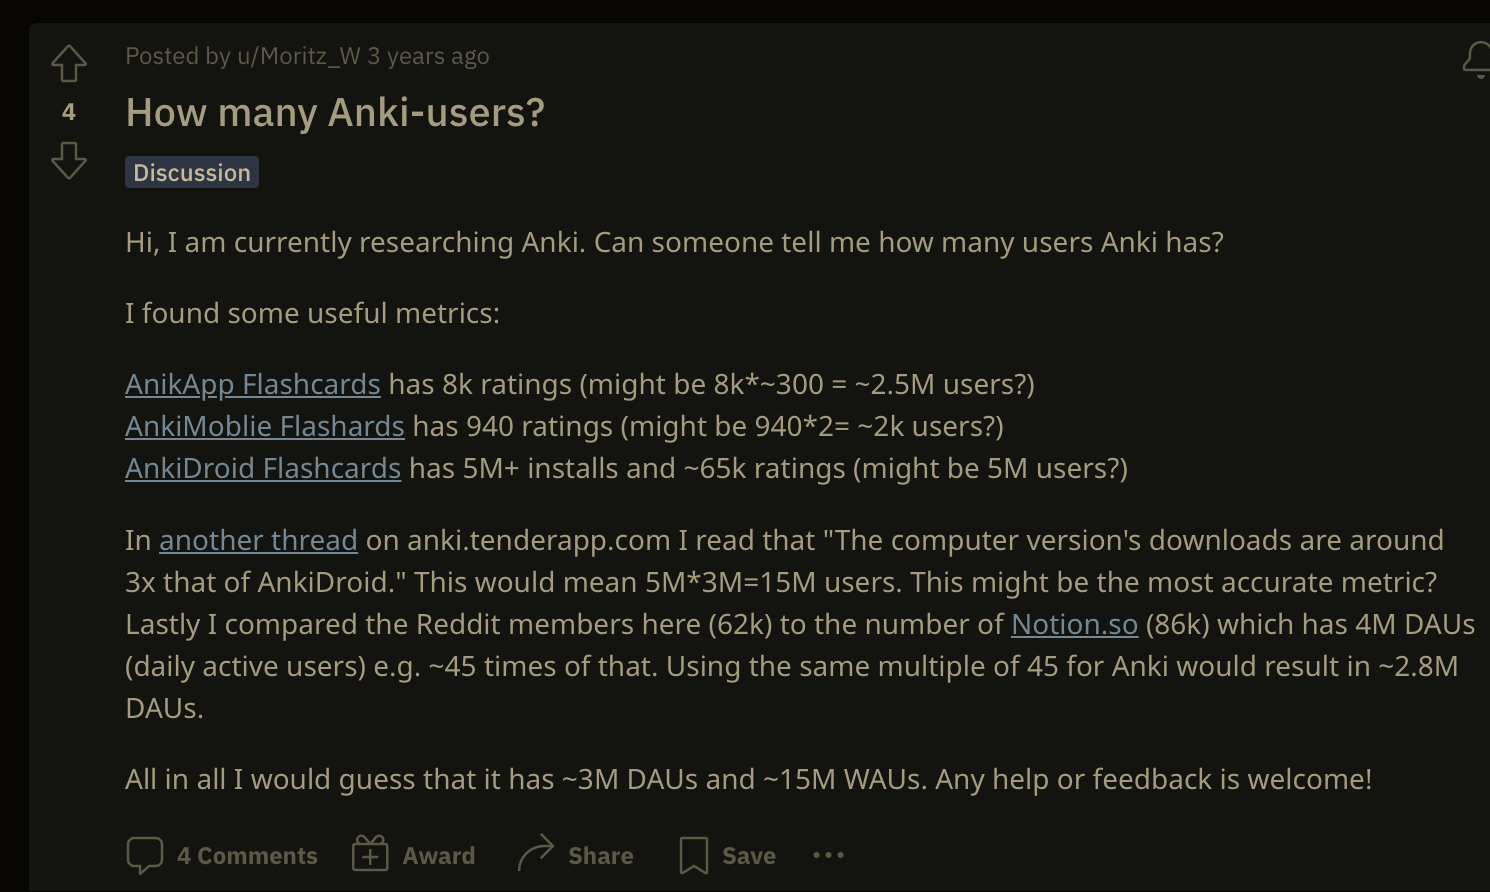 Posted by u/Moritz_W 3 years ago
4
How many Anki-users?
Discussion
Hi, I am currently researching Anki. Can someone tell me how many users Anki has?
I found some useful metrics:
AnikApp Flashcards has 8k ratings (might be 8k*~300 = ~2.5M users?)
AnkiMoblie Flashards has 940 ratings (might be 940*2= ~2k users?)
AnkiDroid Flashcards has 5M+ installs and ~65k ratings (might be 5M users?)
In another thread on anki.tenderapp.com I read that "The computer version's downloads are around
3x that of AnkiDroid." This would mean 5M*3M=15M users. This might be the most accurate metric?
Lastly I compared the Reddit members here (62k) to the number of Notion.so (86k) which has 4M DAUs
(daily active users) e.g. ~45 times of that. Using the same multiple of 45 for Anki would result in ~2.8M
DAUs.
All in all I would guess that it has ~3M DAUs and ~15M WAUs. Any help or feedback is welcome!
4 Comments Award Share Save